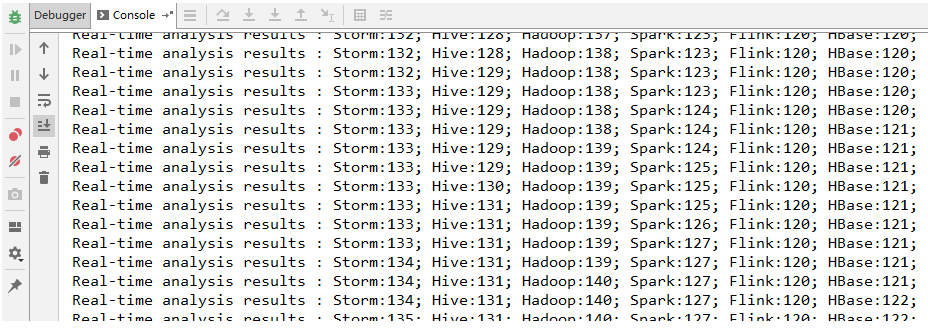 Debugger Console
Real-time analysis results : Storm:132; Hive:128; Hadoop:137; Spark:123; Flink:120; HBase:120;
Real-time analysis results : Storm:132; Hive:128; Hadoop:138; Spark:123; Flink:120; HBase:120;
Real-time analysis results : Storm:132; Hive:129; Hadoop:138; Spark:123; Flink:120; HBase:120;
Real-time analysis results : Storm:133; Hive:129; Hadoop:138; Spark:123; Flink:120; HBase:120;
Real-time analysis results : Storm:133; Hive:129; Hadoop:138; Spark:124; Flink:120; HBase:120;
Real-time analysis results : Storm:133; Hive:129; Hadoop:138; Spark:124; Flink:120; HBase:121;
Real-time analysis results : Storm:133; Hive:129; Hadoop:139; Spark:124; Flink:120; HBase:121;
Real-time analysis results : Storm:133; Hive:129; Hadoop:139; Spark:125; Flink:120; HBase:121;
Real-time analysis results : Storm:133; Hive:130; Hadoop:139; Spark:125; Flink:120; HBase:121;
Real-time analysis results : Storm:133; Hive:131; Hadoop:139; Spark:125; Flink:120; HBase:121;
Real-time analysis results : Storm:133; Hive:131; Hadoop:139; Spark:126; Flink:120; HBase:121;
Real-time analysis results : Storm:133; Hive:131; Hadoop:139; Spark:127; Flink:120; HBase:121;
Real-time analysis results : Storm:134; Hive:131; Hadoop:139; Spark:127; Flink:120; HBase:121;
Real-time analysis results : Storm:134; Hive:131; Hadoop:140; Spark:127; Flink:120; HBase:121;
Real-time analysis results : Storm:134; Hive:131; Hadoop:140; Spark:127; Flink:120; HBase:122;
Real-time analysis results : Storm:135; Hive:131; Hadoop:140; Spark:127; Flink:120; HBase:122;